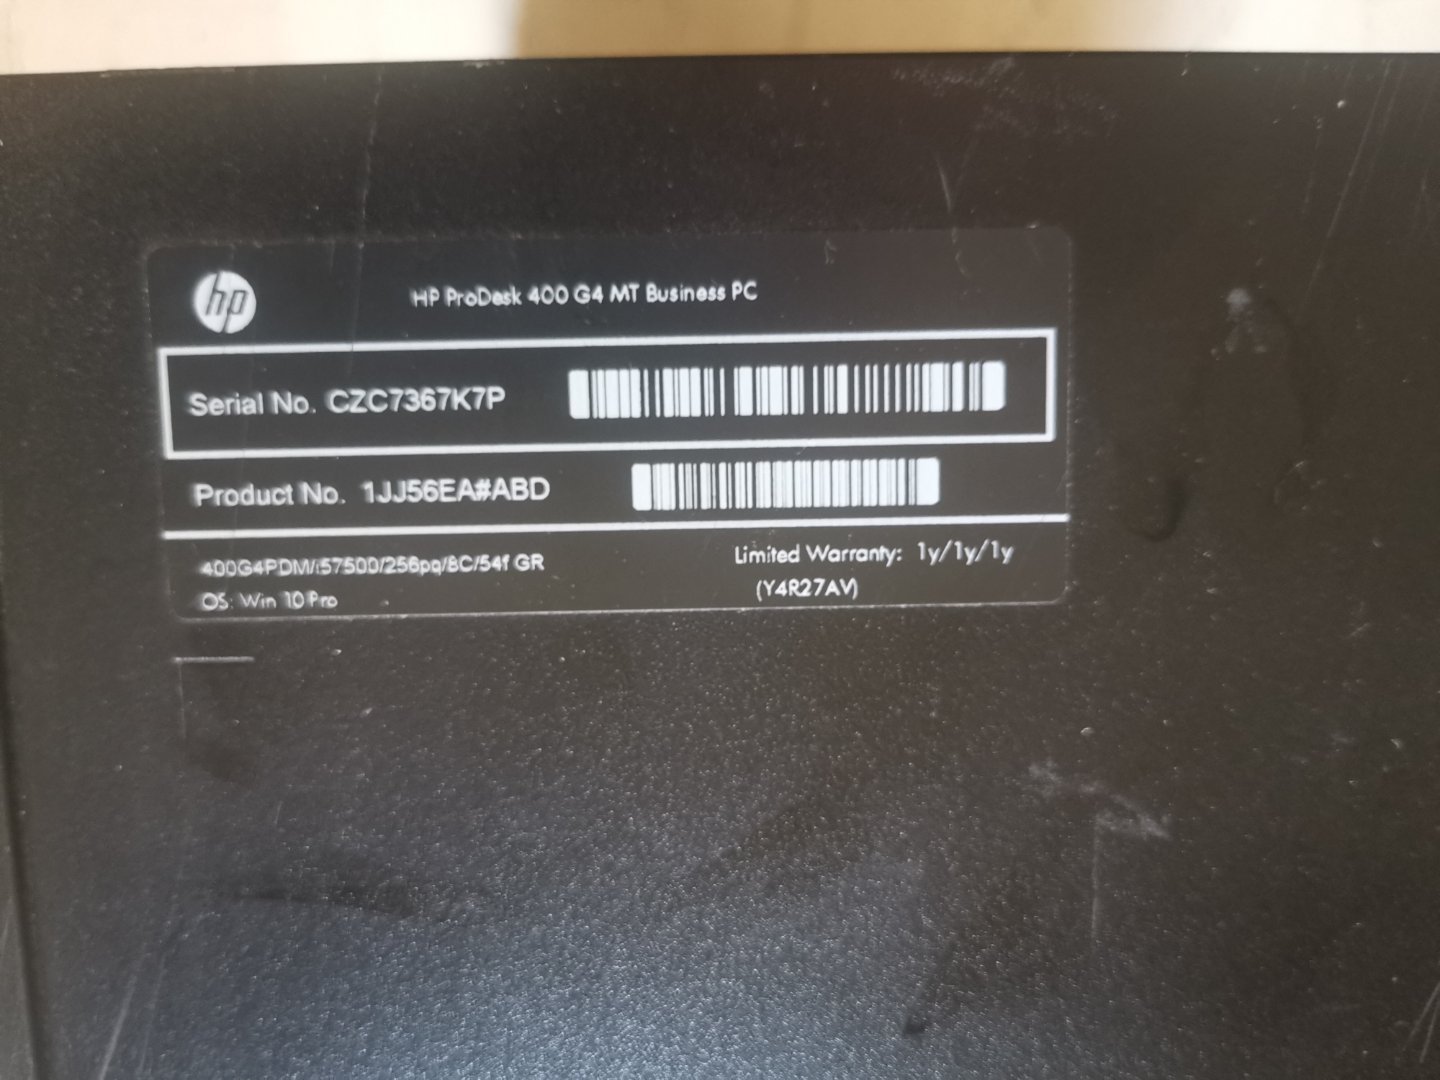 hp
HP ProDesk 400 G4 MT Business PC
Serial No. CZC7367K7P
Product No. 1JJ56EA#ABD
400G4PDM/i57500/256pq/8C/54f GR
OS: Win 10 Pro
Limited Warranty: 1y/1y/1y
(Y4R27AV)